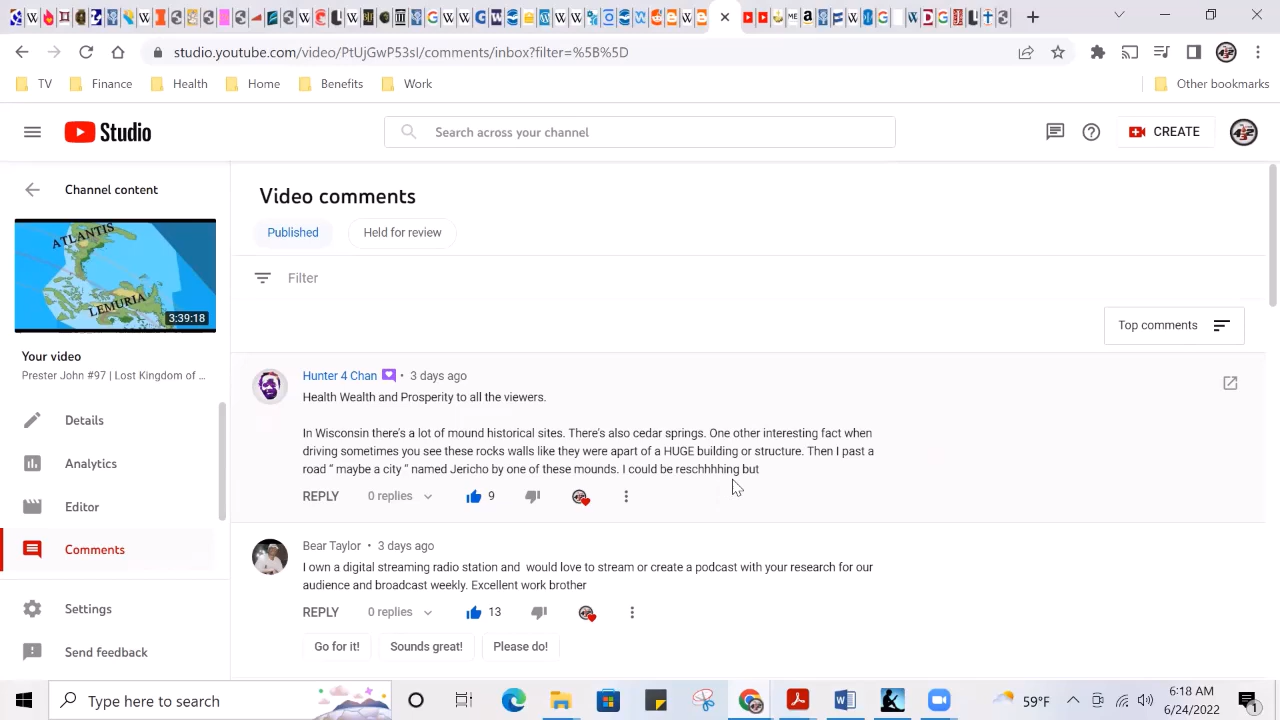 studio.youtube.com/video/PtUjGwP53sI/comments/inbox?filter=%5B%5D
TV Finance Health Home Benefits Work Other bookmarks
Studio
Search across your channel
CREATE
Channel content
Video comments
Published Held for review
ATLANTIS
LEMURIA
3:39:18
Filter
Top comments
Your video
Prester John #97 | Lost Kingdom of ...
Details
Analytics
Editor
Comments
Settings
Send feedback
Hunter 4 Chan • 3 days ago
Health Wealth and Prosperity to all the viewers.
In Wisconsin there's a lot of mound historical sites. There's also cedar springs. One other interesting fact when
driving sometimes you see these rocks walls like they were apart of a HUGE building or structure. Then I past a
road “ maybe a city “ named Jericho by one of these mounds. I could be reschhhhing but
REPLY 0 replies 9
Bear Taylor • 3 days ago
I own a digital streaming radio station and would love to stream or create a podcast with your research for our
audience and broadcast weekly. Excellent work brother
REPLY 0 replies 13
Go for it! Sounds great! Please do!
Type here to search
59°F
6:18 AM
6/24/2022
1